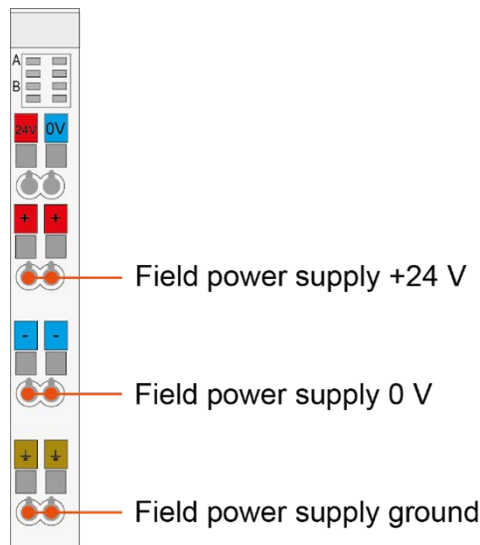 A
B
24V 0V
+ +
Field power supply +24 V
- -
Field power supply 0 V
Field power supply ground